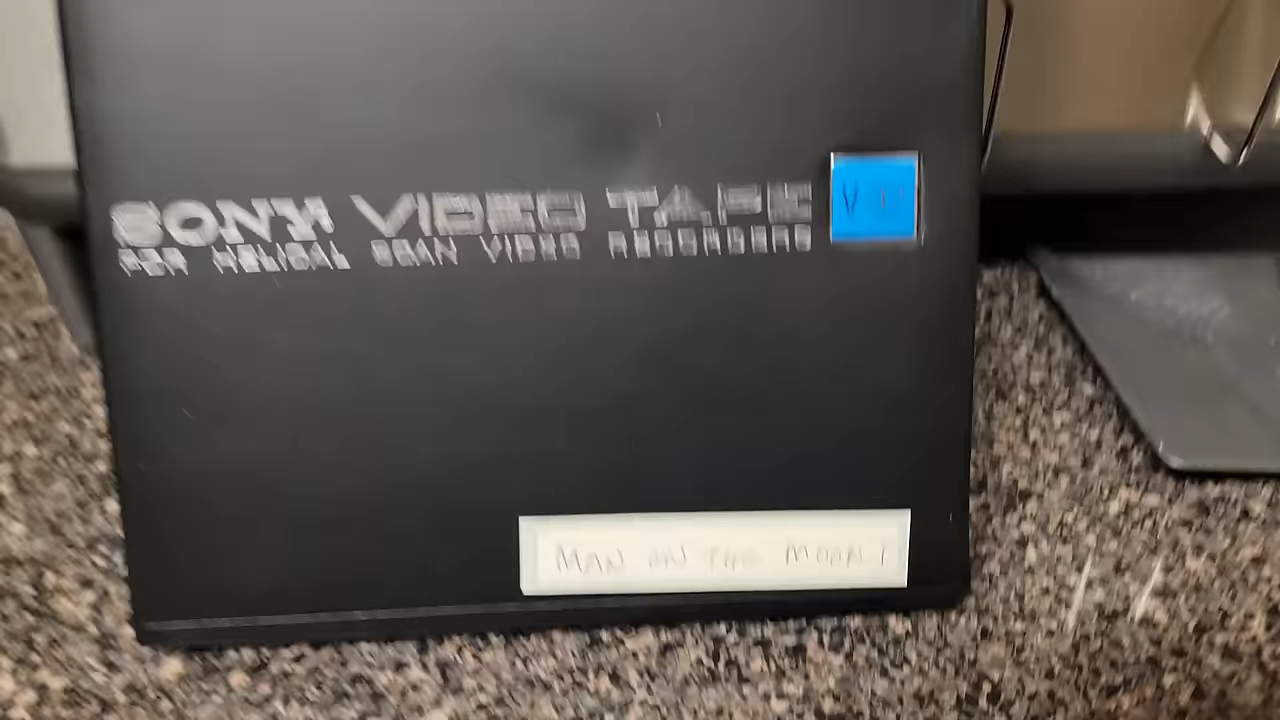 SONY VIDEO TAPE
FOR HELICAL SCAN VIDEO RECORDERS
MAN ON THE MOON!